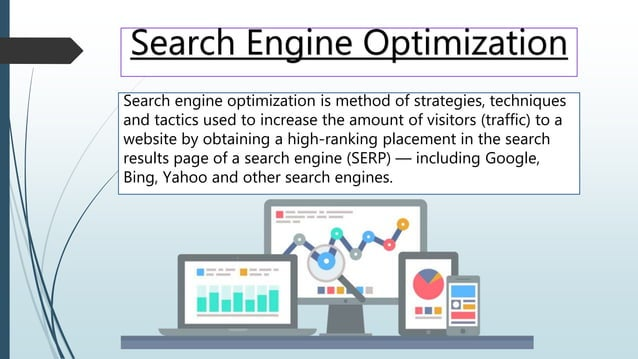 Search Engine Optimization
Search engine optimization is method of strategies, techniques
and tactics used to increase the amount of visitors (traffic) to a
website by obtaining a high-ranking placement in the search
results page of a search engine (SERP) — including Google,
Bing, Yahoo and other search engines.